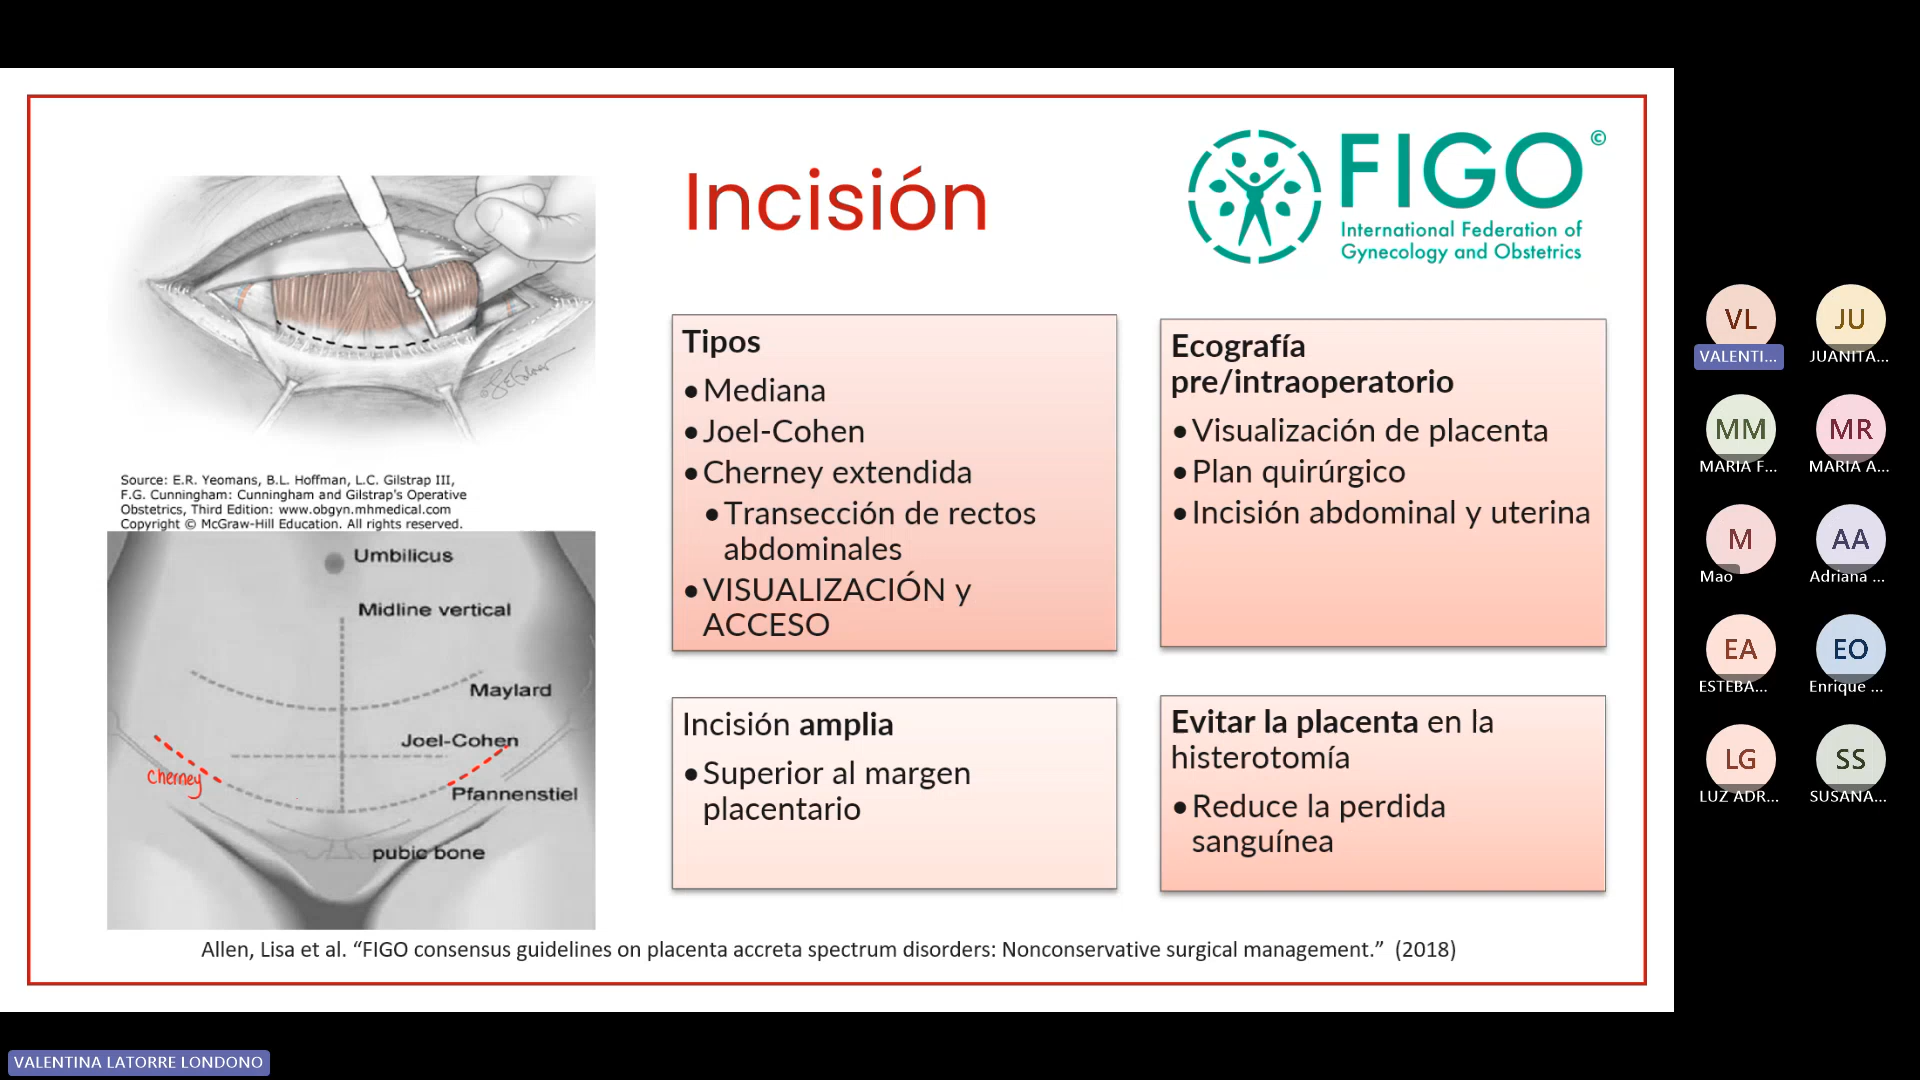 Incisión
FIGO©
International Federation of
Gynecology and Obstetrics
Source: E.R. Yeomans, B.L. Hoffman, L.C. Gilstrap III,
F.G. Cunningham: Cunningham and Gilstrap's Operative
Obstetrics, Third Edition: www.obgyn.mhmedical.com
Copyright © McGraw-Hill Education. All rights reserved.
Umbilicus
Midline vertical
Maylard
Joel-Cohen
Cherney
Pfannenstiel
pubic bone
Tipos
•Mediana
•Joel-Cohen
•Cherney extendida
•Transección de rectos
abdominales
•VISUALIZACIÓN y
ACCESO
Ecografía
pre/intraoperatorio
•Visualización de placenta
•Plan quirúrgico
•Incisión abdominal y uterina
Incisión amplia
•Superior al margen
placentario
Evitar la placenta en la
histerotomía
•Reduce la perdida
sanguínea
Allen, Lisa et al. “FIGO consensus guidelines on placenta accreta spectrum disorders: Nonconservative surgical management.” (2018)
VL
VALENTI...
JU
JUANITA...
MM
MARIA F...
MR
MARIA A...
M
Mao
AA
Adriana ...
EA
ESTEBA...
EO
Enrique ...
LG
LUZ ADR...
SS
SUSANA...
VALENTINA LATORRE LONDONO